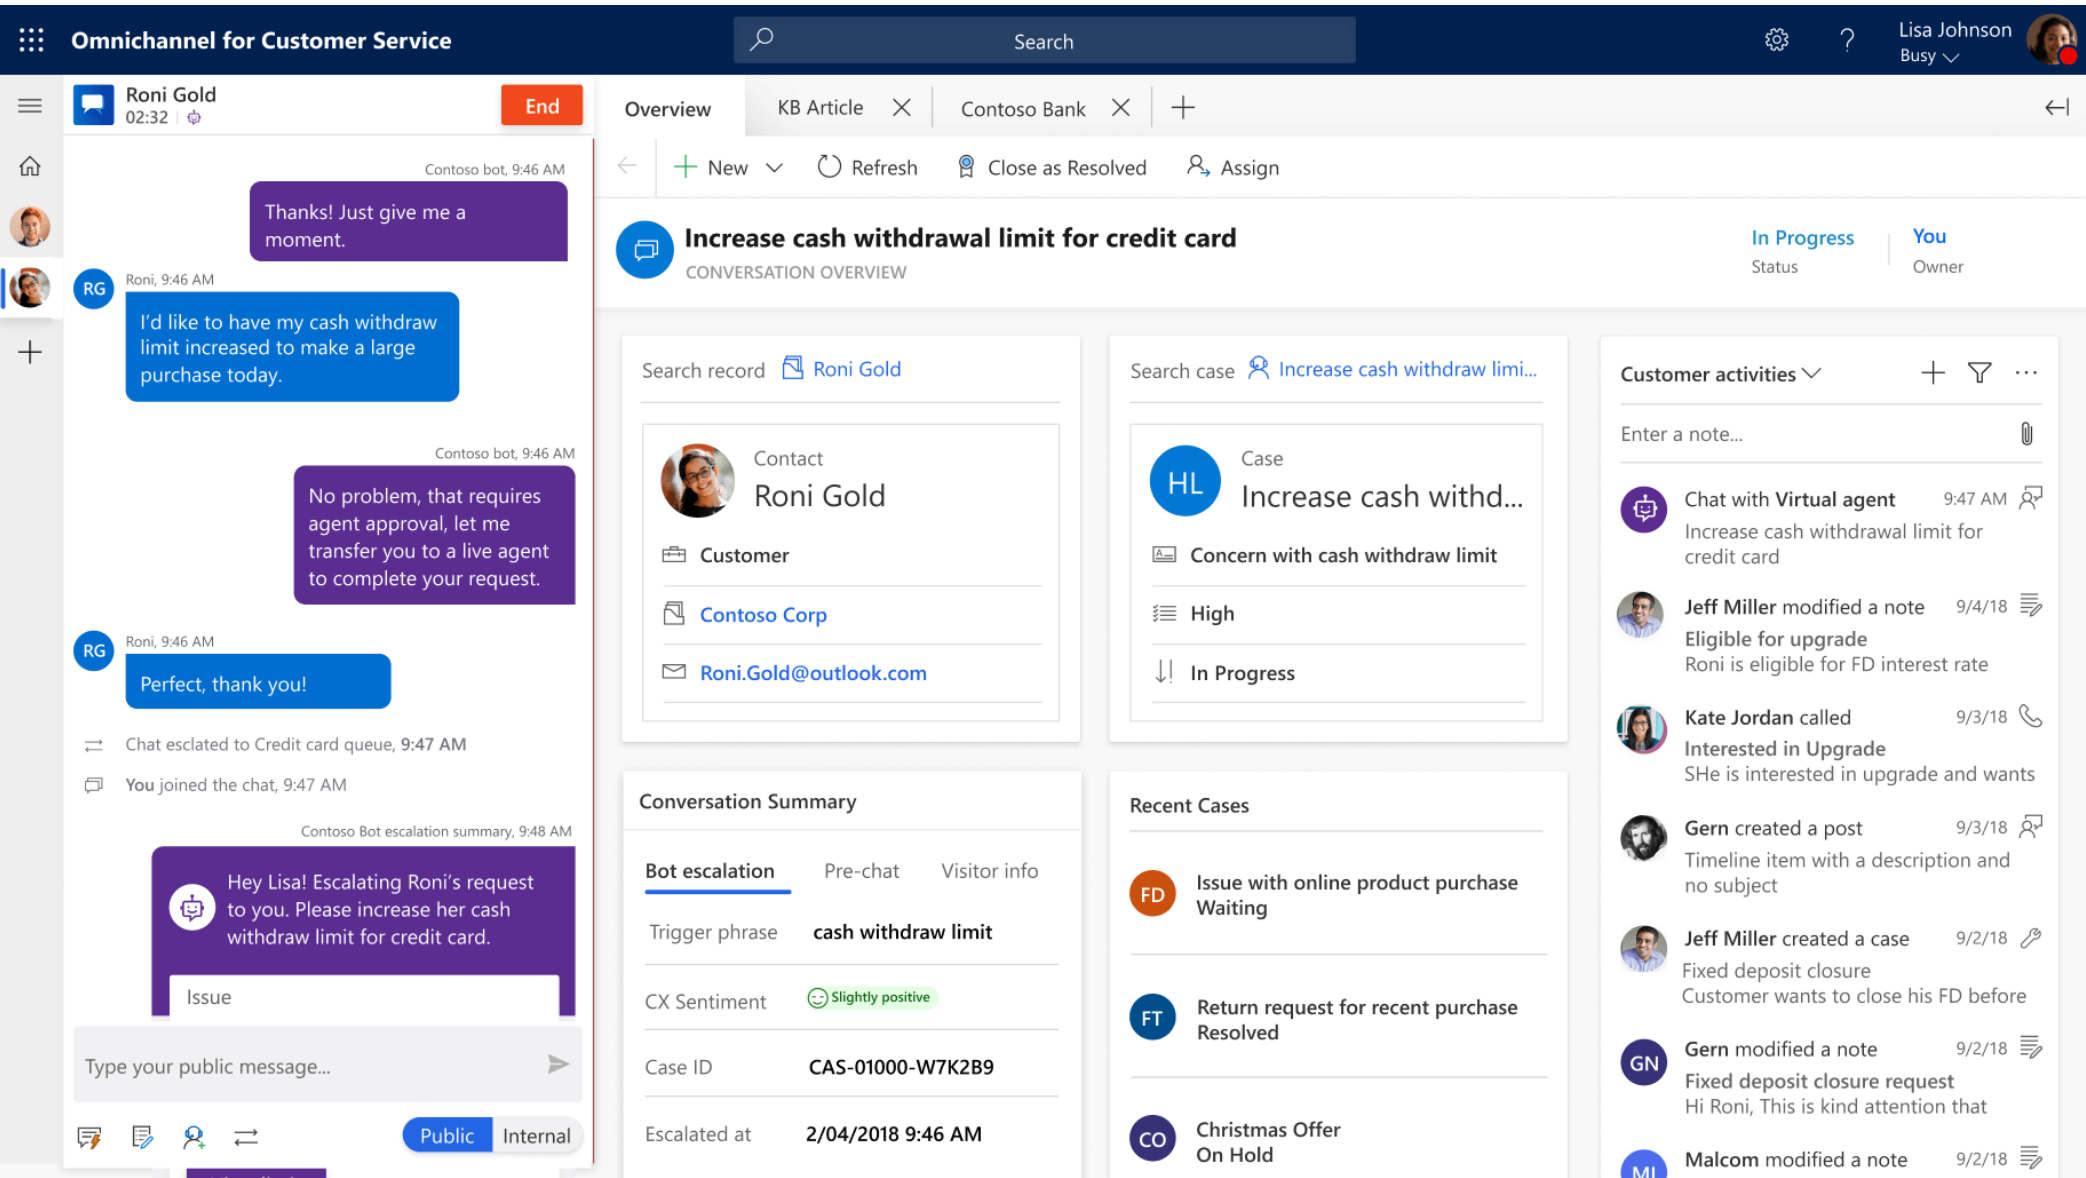 Omnichannel for Customer Service
Search
Lisa Johnson
Busy
Roni Gold
02:32
End
Contoso bot, 9:46 AM
Thanks! Just give me a
moment.
Roni, 9:46 AM
RG
I'd like to have my cash withdraw
limit increased to make a large
purchase today.
Contoso bot, 9:46 AM
No problem, that requires
agent approval, let me
transfer you to a live agent
to complete your request.
Roni, 9:46 AM
RG
Perfect, thank you!
Chat esclated to Credit card queue, 9:47 AM
You joined the chat, 9:47 AM
Contoso Bot escalation summary, 9:48 AM
Hey Lisa! Escalating Roni's request
to you. Please increase her cash
withdraw limit for credit card.
Issue
Type your public message...
Public Internal
Overview KB Article Contoso Bank
New Refresh Close as Resolved Assign
Increase cash withdrawal limit for credit card
CONVERSATION OVERVIEW
In Progress
Status
You
Owner
Search record Roni Gold
Contact
Roni Gold
Customer
Contoso Corp
Roni.Gold@outlook.com
Search case Increase cash withdraw limi...
HL
Case
Increase cash withd...
Concern with cash withdraw limit
High
In Progress
Conversation Summary
Bot escalation Pre-chat Visitor info
Trigger phrase cash withdraw limit
CX Sentiment Slightly positive
Case ID CAS-01000-W7K2B9
Escalated at 2/04/2018 9:46 AM
Recent Cases
FD
Issue with online product purchase
Waiting
FT
Return request for recent purchase
Resolved
CO
Christmas Offer
On Hold
Customer activities
Enter a note...
Chat with Virtual agent 9:47 AM
Increase cash withdrawal limit for
credit card
Jeff Miller modified a note 9/4/18
Eligible for upgrade
Roni is eligible for FD interest rate
Kate Jordan called 9/3/18
Interested in Upgrade
SHe is interested in upgrade and wants
Gern created a post 9/3/18
Timeline item with a description and
no subject
Jeff Miller created a case 9/2/18
Fixed deposit closure
Customer wants to close his FD before
GN
Gern modified a note 9/2/18
Fixed deposit closure request
Hi Roni, This is kind attention that
Malcom modified a note 9/2/18